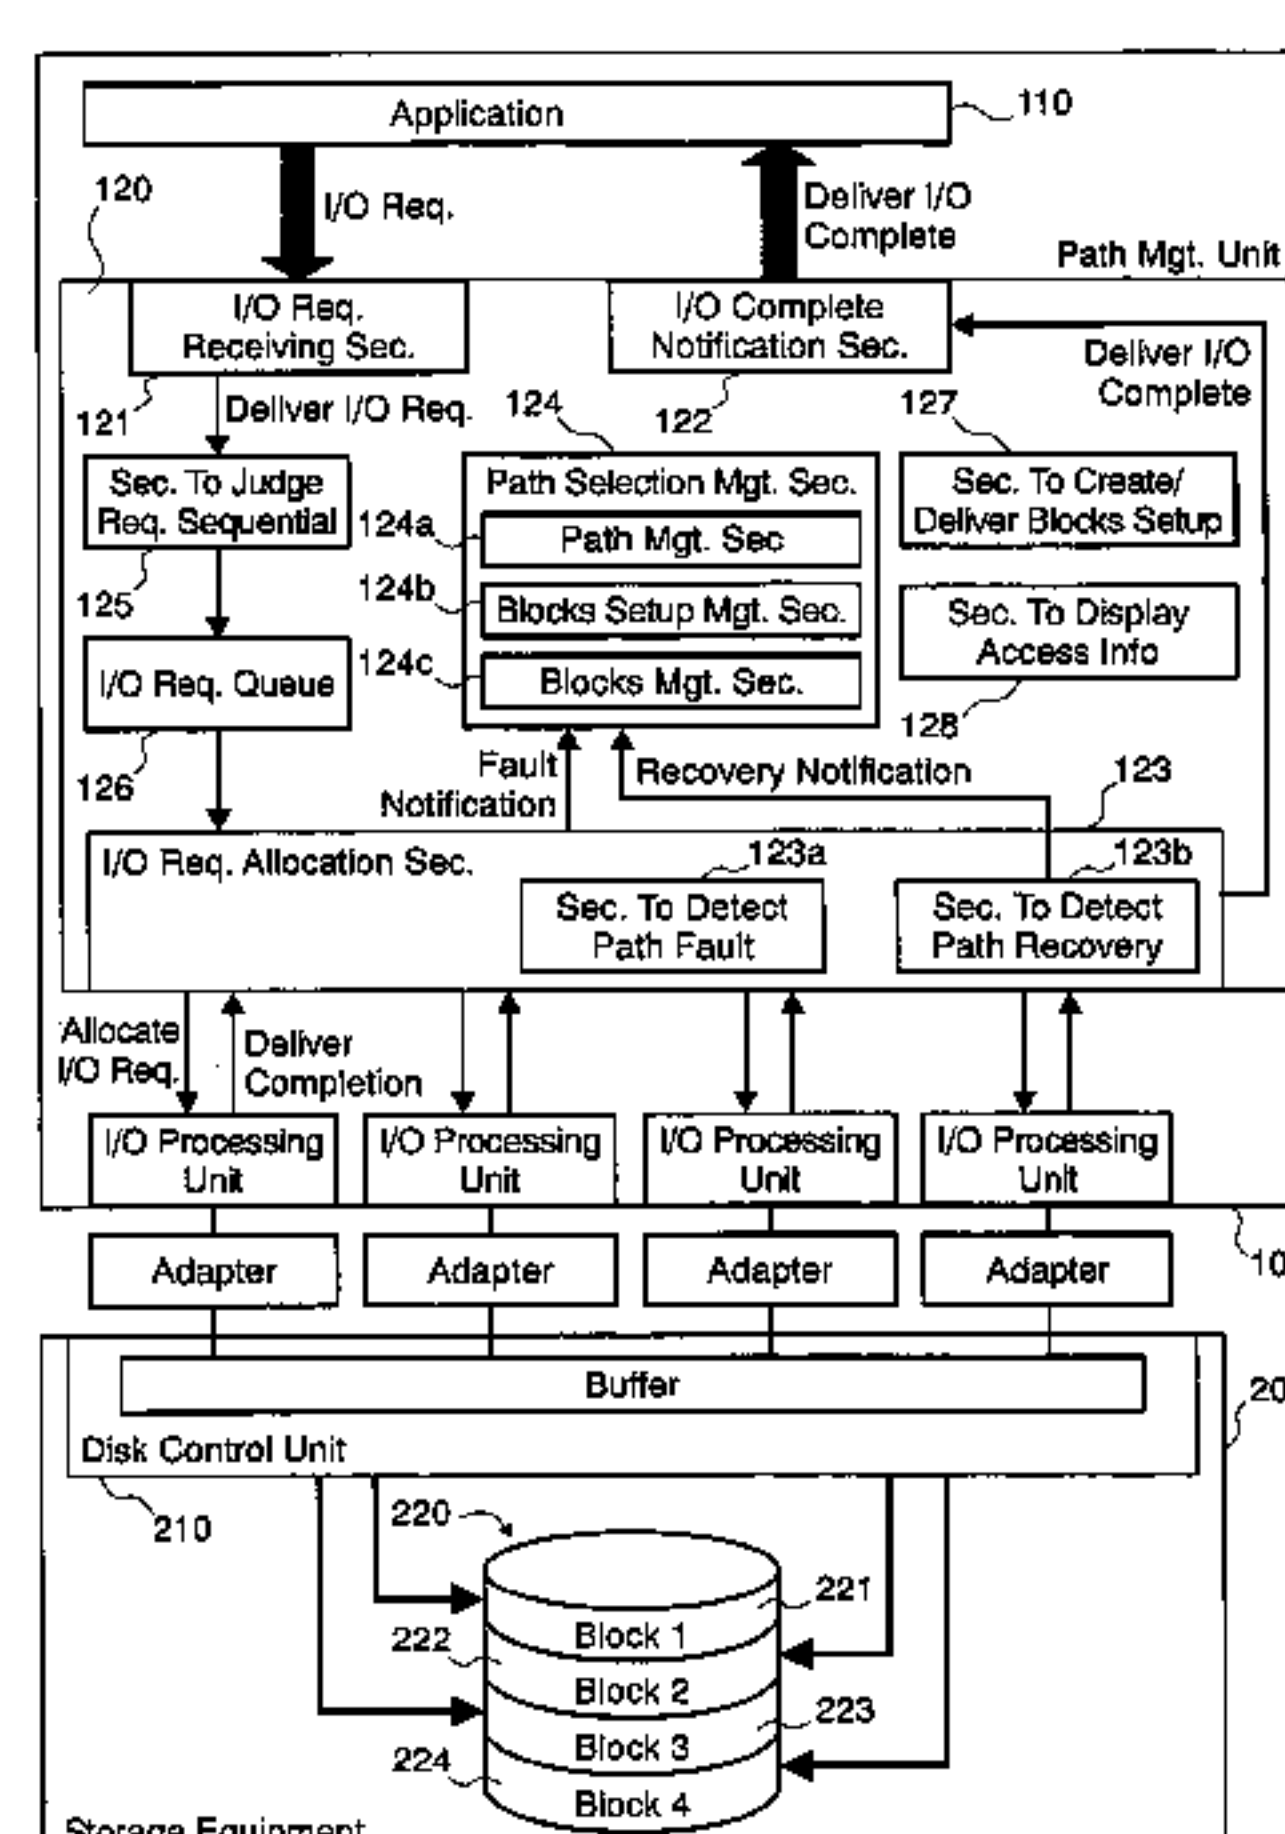 Application
110
120
I/O Req.
Deliver I/O
Complete
Path Mgt. Unit
I/O Req.
Receiving Sec.
I/O Complete
Notification Sec.
Deliver I/O
Complete
121
Deliver I/O Req.
124
122
127
Sec. To Judge
Req. Sequential
Path Selection Mgt. Sec.
Sec. To Create/
Deliver Blocks Setup
124a
Path Mgt. Sec
125
124b
Blocks Setup Mgt. Sec.
Sec. To Display
Access Info
I/O Req. Queue
124c
Blocks Mgt. Sec.
128
126
Fault
Notification
Recovery Notification
123
I/O Req. Allocation Sec.
123a
123b
Sec. To Detect
Path Fault
Sec. To Detect
Path Recovery
Allocate
I/O Req.
Deliver
Completion
I/O Processing
Unit
I/O Processing
Unit
I/O Processing
Unit
I/O Processing
Unit
10
Adapter
Adapter
Adapter
Adapter
Buffer
20
Disk Control Unit
210
220
221
Block 1
222
Block 2
223
Block 3
224
Block 4
Storage Equipment